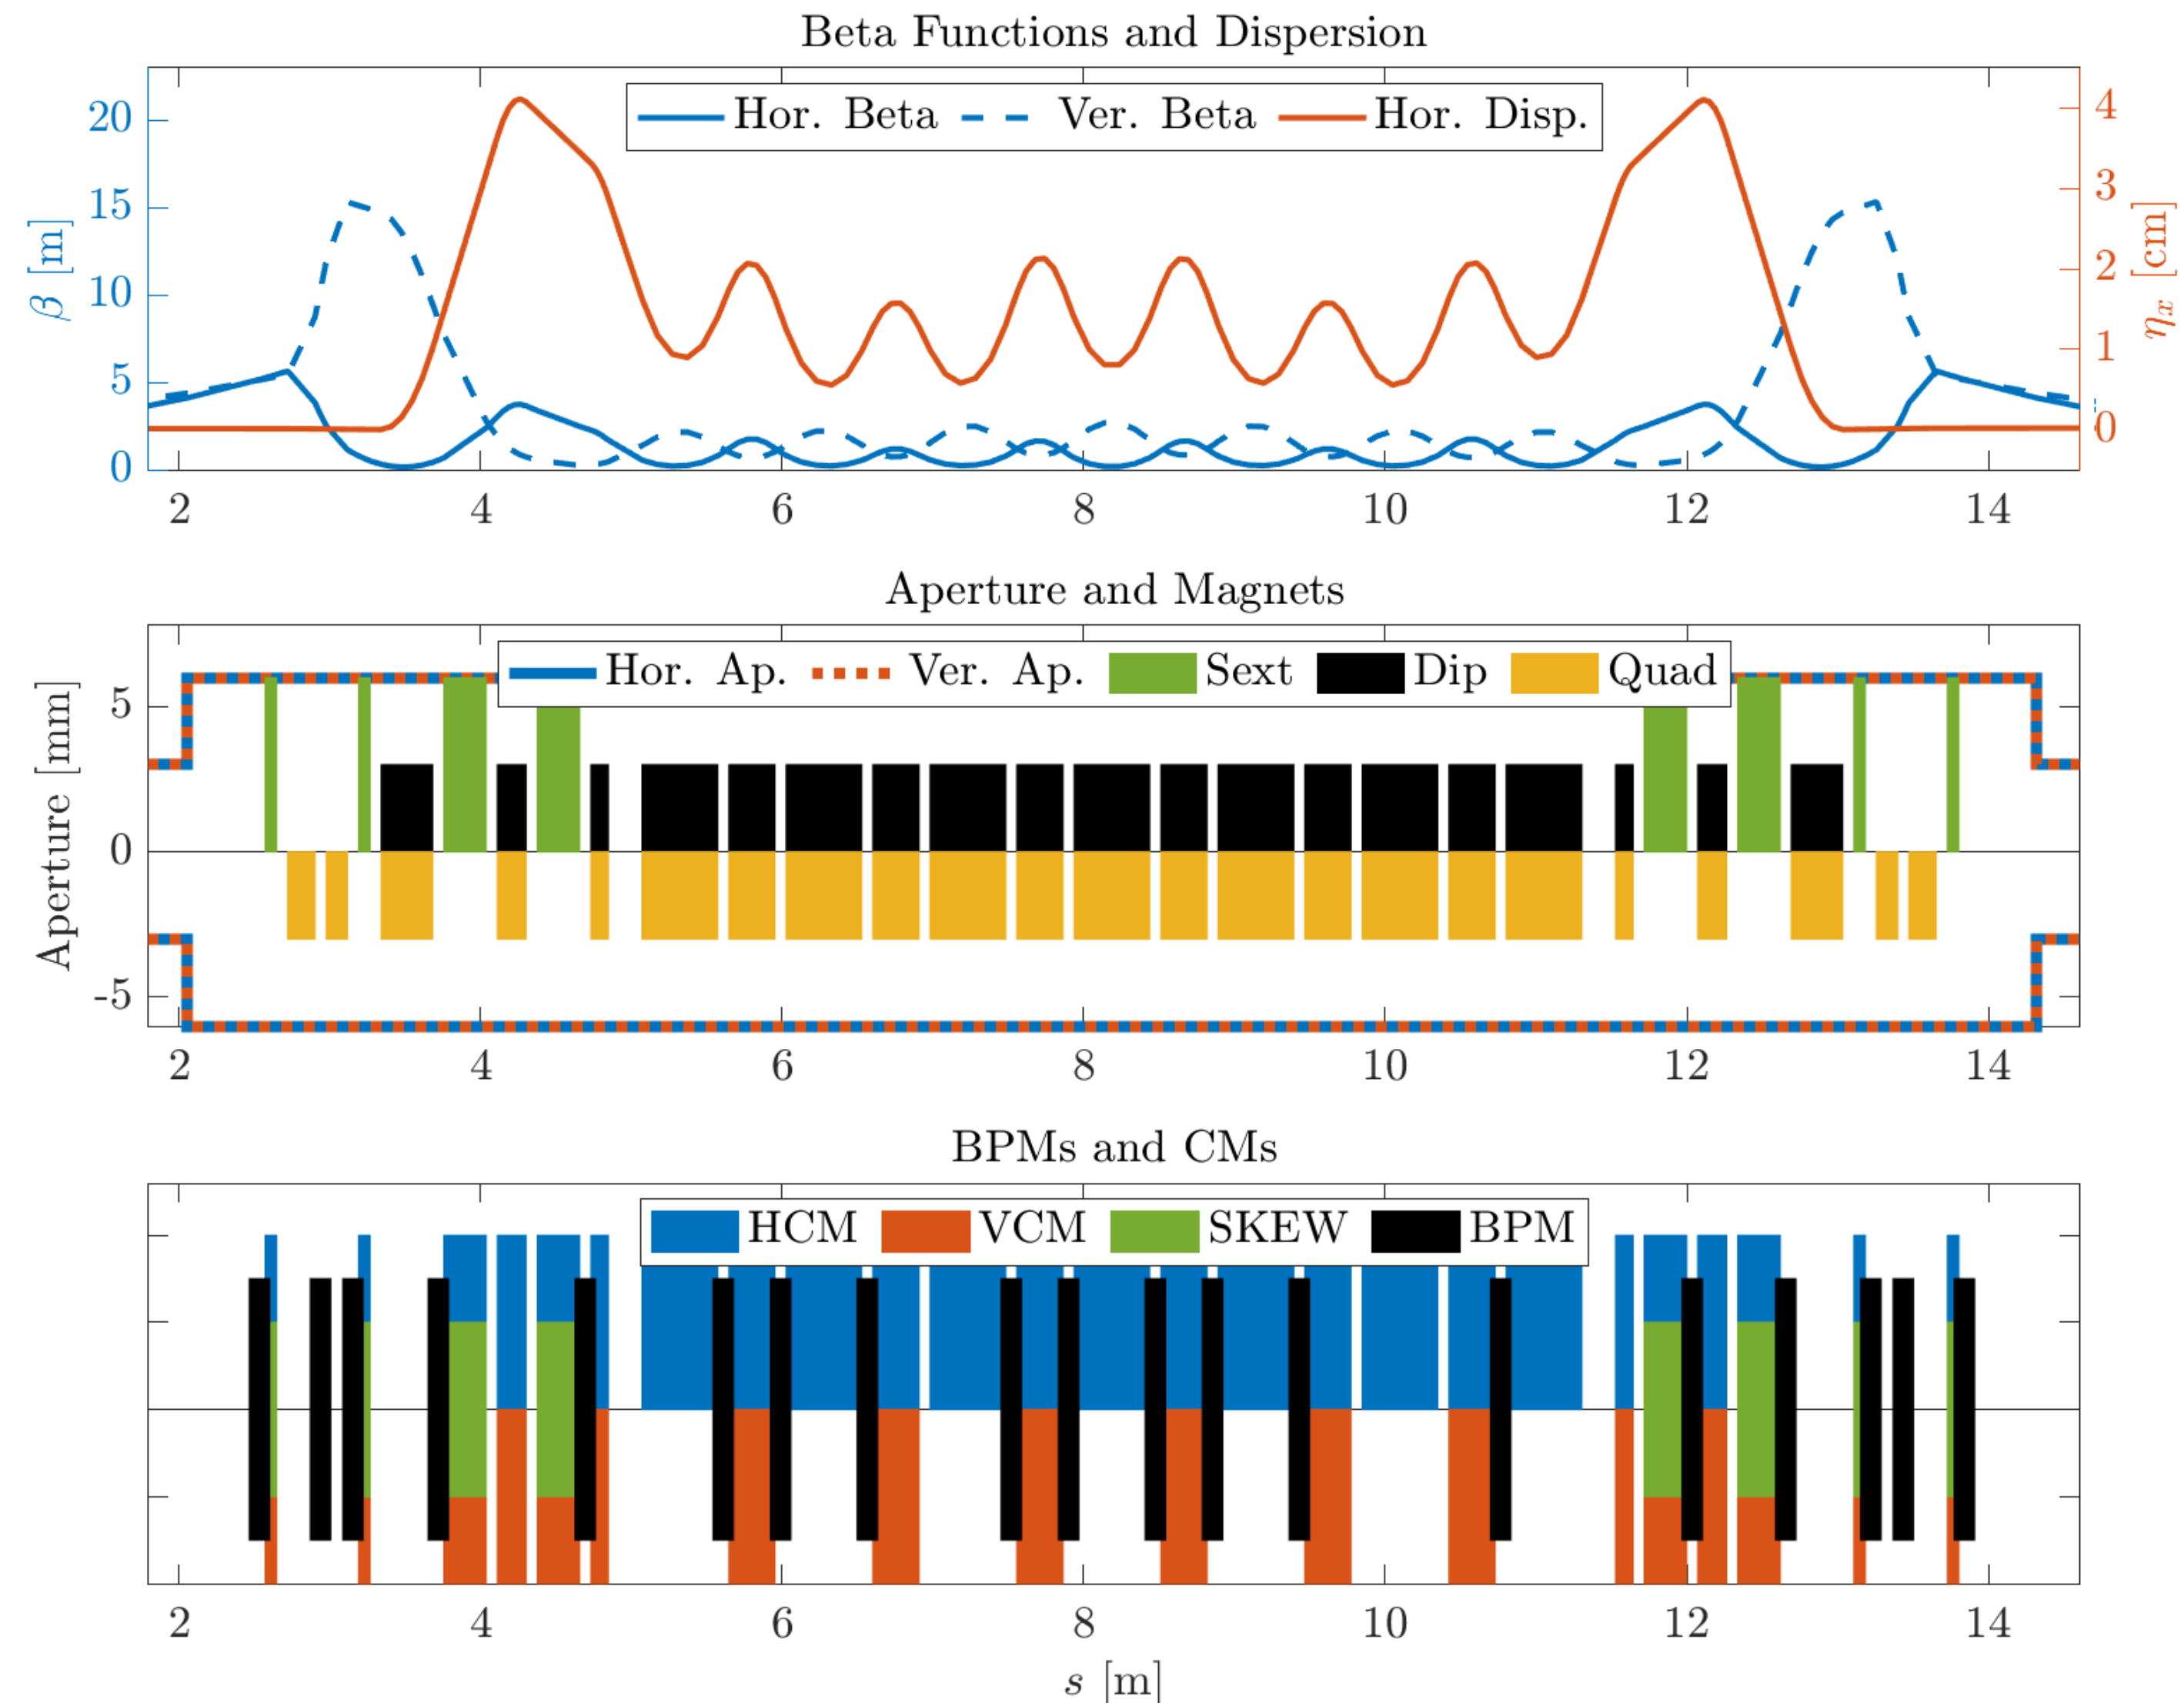 Beta Functions and Dispersion
Hor. Beta Ver. Beta Hor. Disp.
20
15
10
5
0
β [m]
4
3
2
1
0
ηx [cm]
2 4 6 8 10 12 14
Aperture and Magnets
Hor. Ap. Ver. Ap. Sext Dip Quad
5
0
-5
Aperture [mm]
2 4 6 8 10 12 14
BPMs and CMs
HCM VCM SKEW BPM
2 4 6 8 10 12 14
s [m]